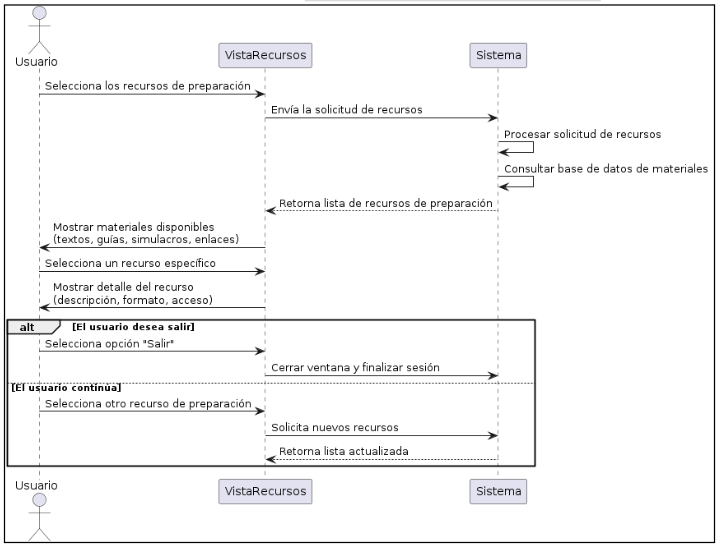 Usuario
VistaRecursos
Sistema
Selecciona los recursos de preparación
Envía la solicitud de recursos
Procesar solicitud de recursos
Consultar base de datos de materiales
Retorna lista de recursos de preparación
Mostrar materiales disponibles
(textos, guías, simulacros, enlaces)
Selecciona un recurso específico
Mostrar detalle del recurso
(descripción, formato, acceso)
alt
[El usuario desea salir]
Selecciona opción "Salir"
Cerrar ventana y finalizar sesión
[El usuario continúa]
Selecciona otro recurso de preparación
Solicita nuevos recursos
Retorna lista actualizada
Usuario
VistaRecursos
Sistema